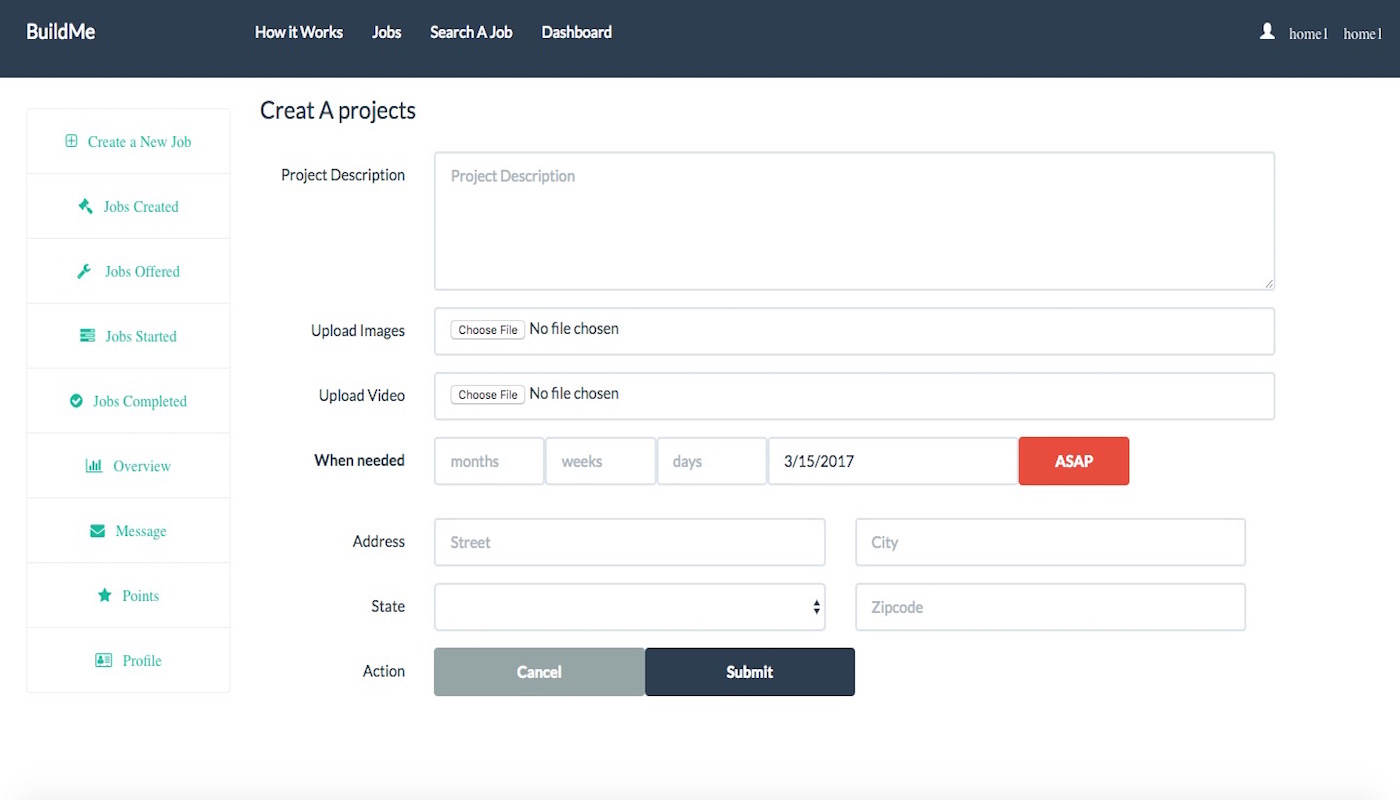 BuildMe How it Works Jobs Search A Job Dashboard home1 home1
Creat A projects
Create a New Job
Jobs Created
Jobs Offered
Jobs Started
Jobs Completed
Overview
Message
Points
Profile
Project Description Project Description
Upload Images Choose File No file chosen
Upload Video Choose File No file chosen
When needed months weeks days 3/15/2017 ASAP
Address Street City
State Zipcode
Action Cancel Submit